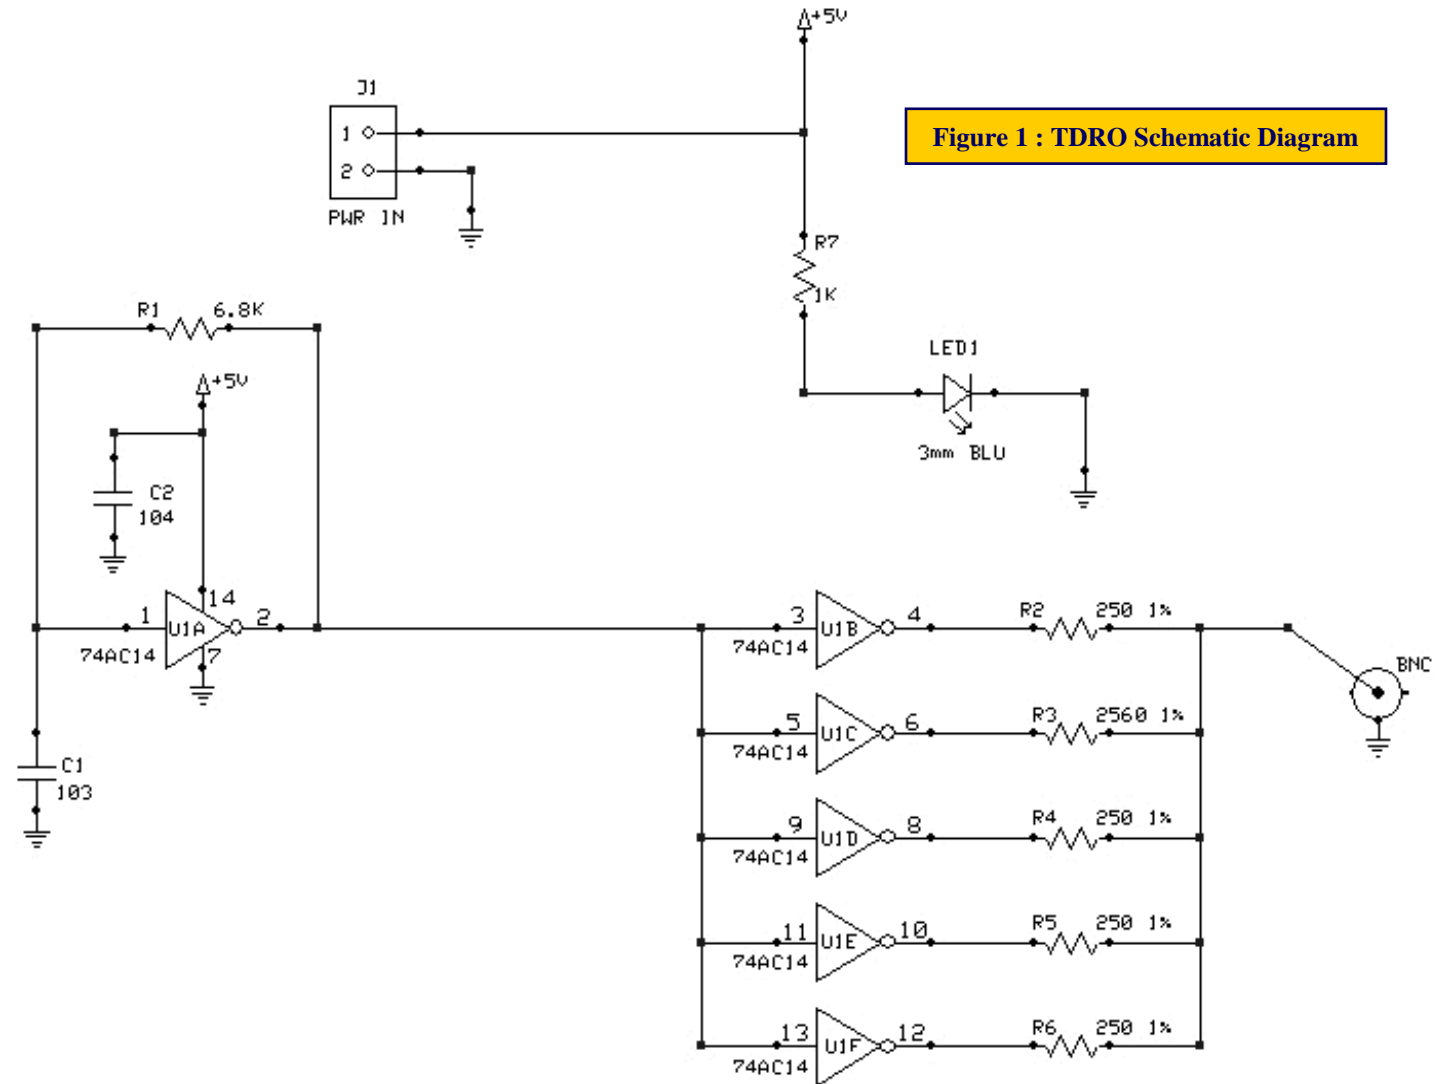 +5V
J1
1
2
PWR IN
Figure 1 : TDRO Schematic Diagram
R7
1K
R1 6.8K
+5V
LED1
3mm BLU
C2
104
14
1 U1A 2
74AC14
7
C1
103
3 U1B 4
74AC14
R2 250 1%
BNC
5 U1C 6
74AC14
R3 2560 1%
9 U1D 8
74AC14
R4 250 1%
11 U1E 10
74AC14
R5 250 1%
13 U1F 12
74AC14
R6 250 1%